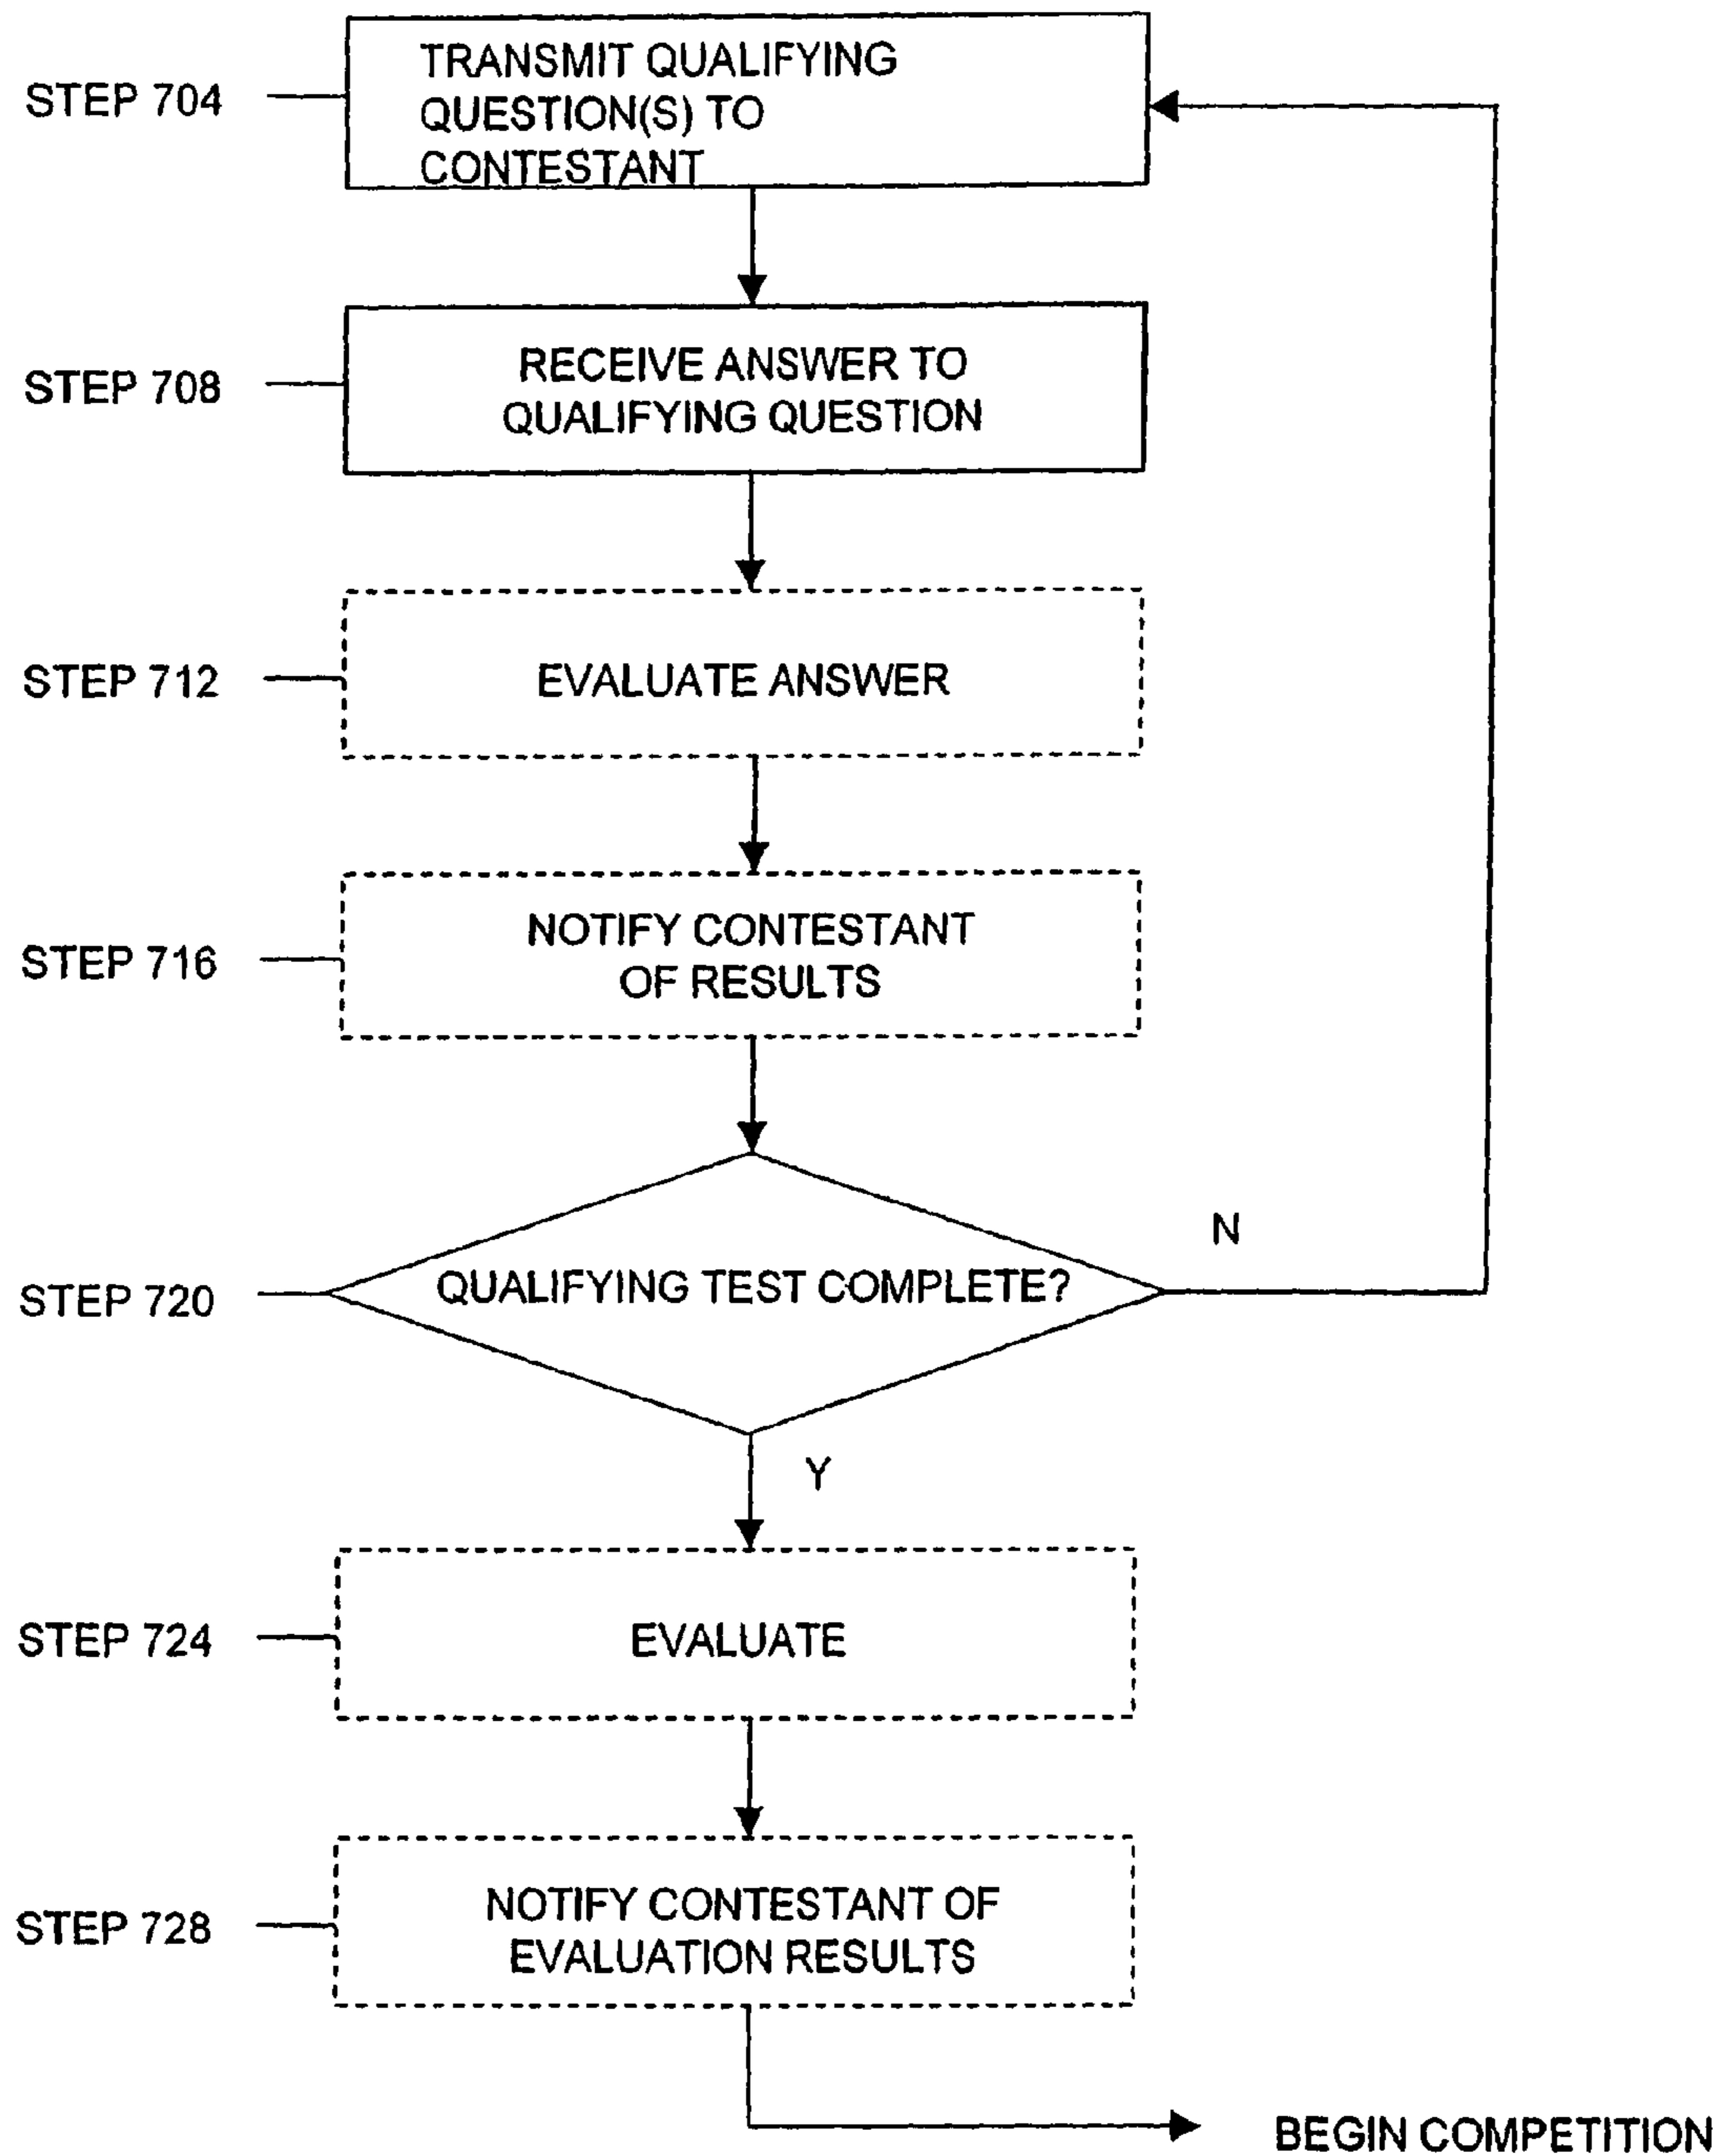 STEP 704
TRANSMIT QUALIFYING
QUESTION(S) TO
CONTESTANT
STEP 708
RECEIVE ANSWER TO
QUALIFYING QUESTION
STEP 712
EVALUATE ANSWER
STEP 716
NOTIFY CONTESTANT
OF RESULTS
STEP 720
QUALIFYING TEST COMPLETE?
N
Y
STEP 724
EVALUATE
STEP 728
NOTIFY CONTESTANT OF
EVALUATION RESULTS
BEGIN COMPETITION